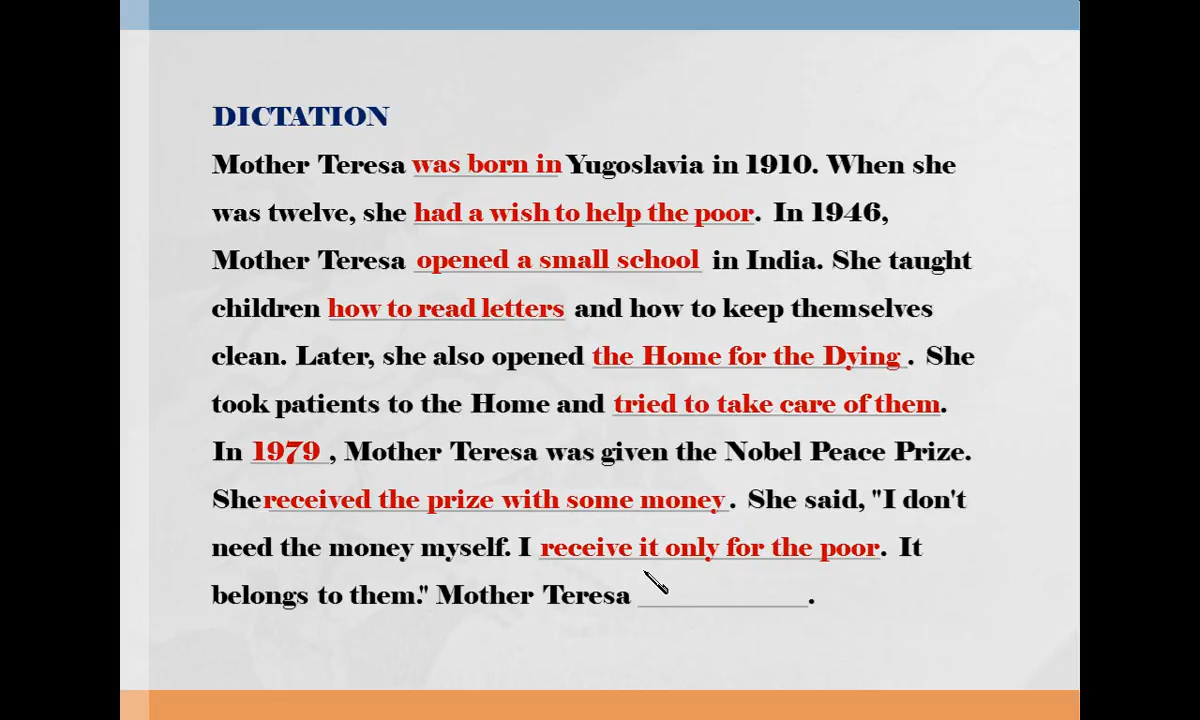 DICTATION
Mother Teresa was born in Yugoslavia in 1910. When she
was twelve, she had a wish to help the poor. In 1946,
Mother Teresa opened a small school in India. She taught
children how to read letters and how to keep themselves
clean. Later, she also opened the Home for the Dying. She
took patients to the Home and tried to take care of them.
In 1979, Mother Teresa was given the Nobel Peace Prize.
She received the prize with some money. She said, "I don't
need the money myself. I receive it only for the poor. It
belongs to them." Mother Teresa ____________.